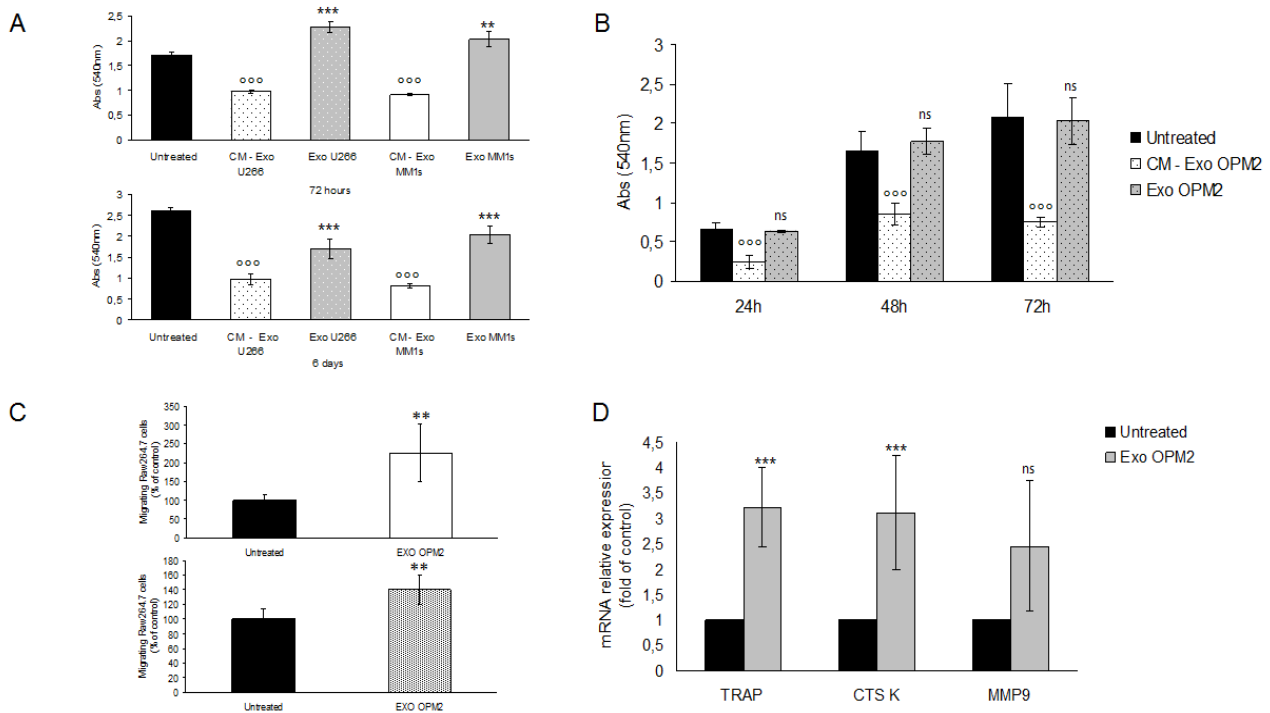 A
Abs (540nm)
2,5
2
1,5
1
0,5
0
°°°
***
°°°
**
Untreated
CM - Exo U266
Exo U266
CM - Exo MM1s
Exo MM1s
72 hours
Abs (540nm)
3
2,5
2
1,5
1
0,5
0
°°°
***
°°°
***
Untreated
CM - Exo U266
Exo U266
CM - Exo MM1s
Exo MM1s
6 days
B
Abs (540nm)
3
2,5
2
1,5
1
0,5
0
°°°
ns
°°°
ns
°°°
ns
24h
48h
72h
Untreated
CM - Exo OPM2
Exo OPM2
C
Migrating Raw264.7 cells
(% of control)
350
300
250
200
150
100
50
0
**
Untreated
EXO OPM2
Migrating Raw264.7 cells
(% of control)
180
160
140
120
100
80
60
40
20
0
**
Untreated
EXO OPM2
D
mRNA relative expression
(fold of control)
4,5
4
3,5
3
2,5
2
1,5
1
0,5
0
***
***
ns
TRAP
CTS K
MMP9
Untreated
Exo OPM2